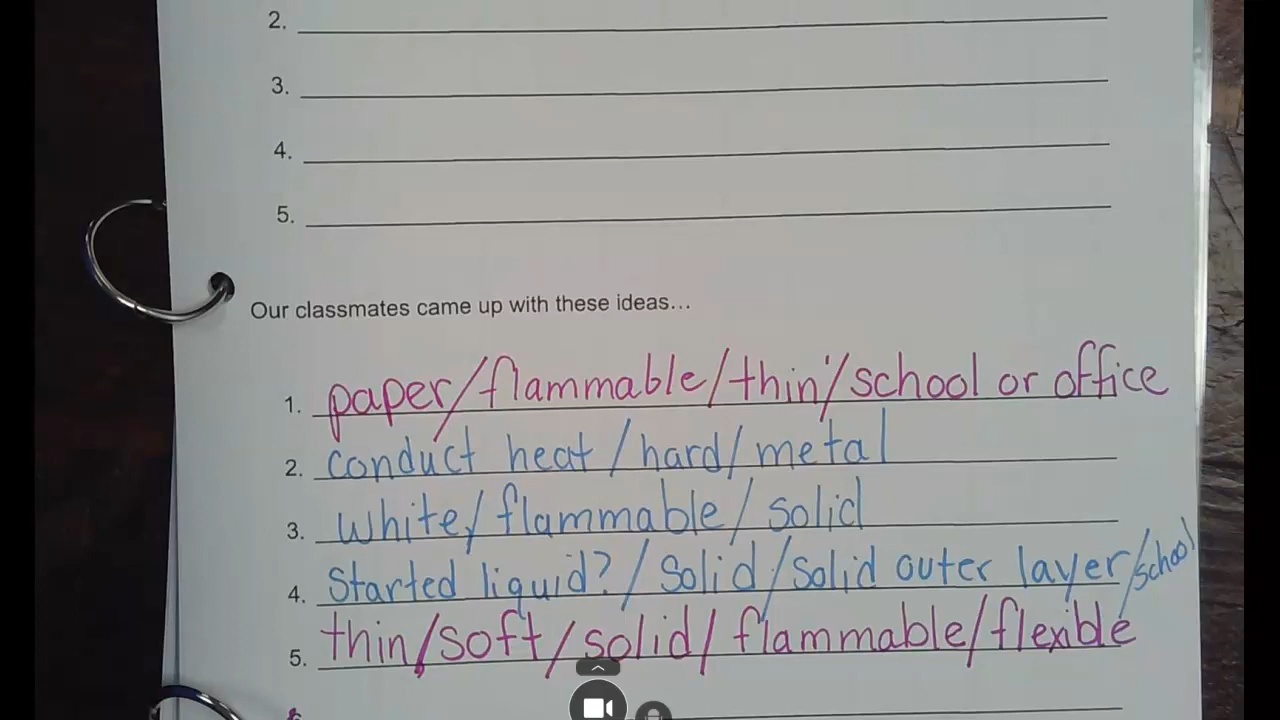 2.
3.
4.
5.
Our classmates came up with these ideas...
1. paper/flammable/thin/school or office
2. conduct heat/hard/metal
3. white/flammable/solid
4. Started liquid?/solid/solid outer layer/school
5. thin/soft/solid/flammable/flexible